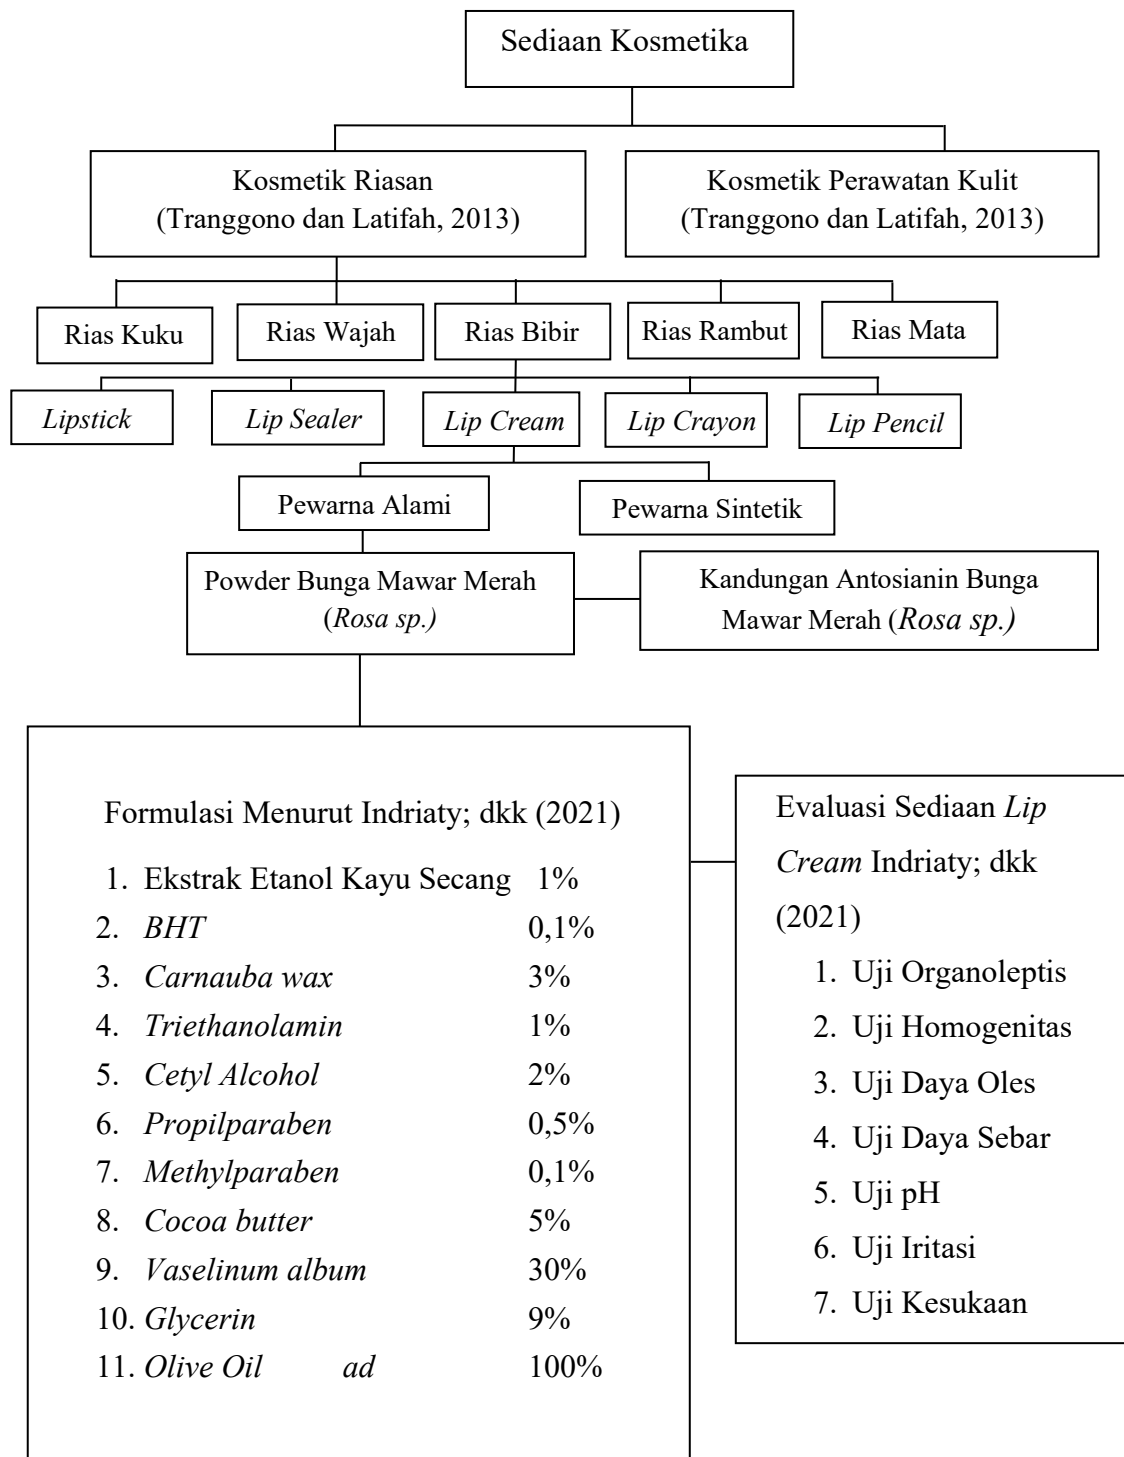 Sediaan Kosmetika
Kosmetik Riasan
(Tranggono dan Latifah, 2013)
Kosmetik Perawatan Kulit
(Tranggono dan Latifah, 2013)
Rias Kuku
Rias Wajah
Rias Bibir
Rias Rambut
Rias Mata
Lipstick
Lip Sealer
Lip Cream
Lip Crayon
Lip Pencil
Pewarna Alami
Pewarna Sintetik
Powder Bunga Mawar Merah
(Rosa sp.)
Kandungan Antosianin Bunga
Mawar Merah (Rosa sp.)
Formulasi Menurut Indriaty; dkk (2021)
1. Ekstrak Etanol Kayu Secang 1%
2. BHT 0,1%
3. Carnauba wax 3%
4. Triethanolamin 1%
5. Cetyl Alcohol 2%
6. Propilparaben 0,5%
7. Methylparaben 0,1%
8. Cocoa butter 5%
9. Vaselinum album 30%
10. Glycerin 9%
11. Olive Oil ad 100%
Evaluasi Sediaan Lip
Cream Indriaty; dkk
(2021)
1. Uji Organoleptis
2. Uji Homogenitas
3. Uji Daya Oles
4. Uji Daya Sebar
5. Uji pH
6. Uji Iritasi
7. Uji Kesukaan